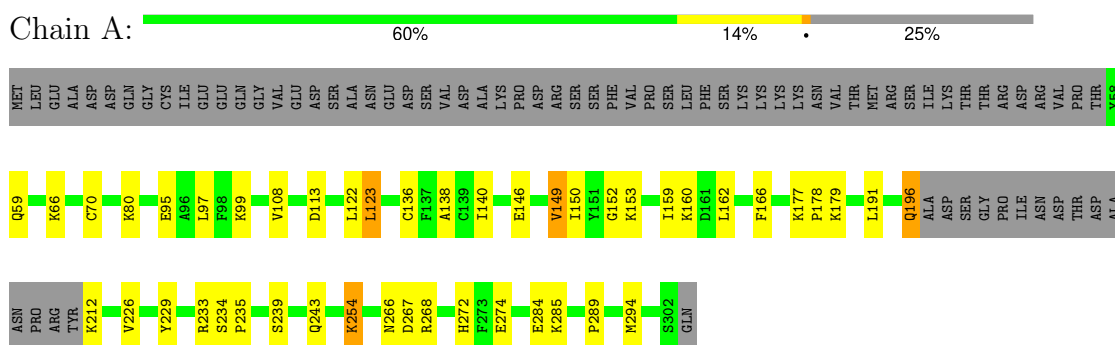 Chain A:
60% 14% • 25%
MET LEU GLU ALA ASP ASP GLN GLY CYS ILE GLU GLU GLN GLY VAL GLU ASP SER ALA ASN GLU ASP SER VAL ASP ALA LYS PRO ASP ARG SER SER PHE VAL PRO SER LEU PHE SER LYS LYS LYS LYS ASN VAL THR MET ARG SER ILE LYS THR THR ARG ASP ARG VAL PRO THR Y58
Q59 K66 C70 K80 E95 A96 L97 F98 K99 V108 D113 L122 L123 C136 F137 A138 C139 I140 E146 V149 I150 Y151 G152 K153 I159 K160 D161 L162 F166 K177 P178 K179 L191 Q196 ALA ASP SER GLY PRO ILE ASN ASP THR ASP ALA
ASN PRO ARG TYR K212 V226 Y229 R233 S234 P235 S239 Q243 K254 N266 D267 R268 H272 F273 E274 E284 K285 P289 M294 S302 GLN